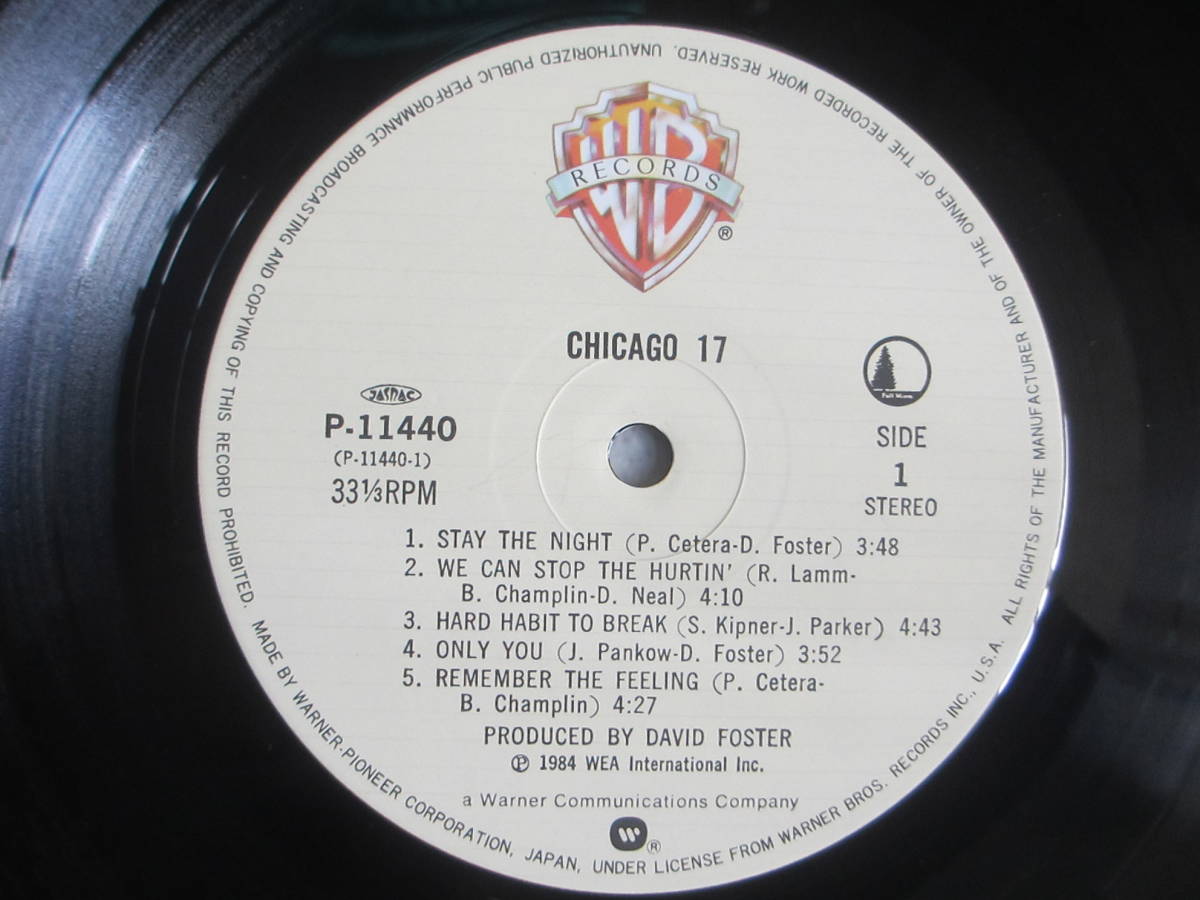 WB
RECORDS
®
CHICAGO 17
JASRAC
P-11440
(P-11440-1)
33⅓RPM
Full Moon
SIDE
1
STEREO
1. STAY THE NIGHT (P. Cetera-D. Foster) 3:48
2. WE CAN STOP THE HURTIN' (R. Lamm-
B. Champlin-D. Neal) 4:10
3. HARD HABIT TO BREAK (S. Kipner-J. Parker) 4:43
4. ONLY YOU (J. Pankow-D. Foster) 3:52
5. REMEMBER THE FEELING (P. Cetera-
B. Champlin) 4:27
PRODUCED BY DAVID FOSTER
℗ 1984 WEA International Inc.
a Warner Communications Company
W ®
MADE BY WARNER-PIONEER CORPORATION, JAPAN, UNDER LICENSE FROM WARNER BROS. RECORDS INC., U.S.A. ALL RIGHTS OF THE MANUFACTURER AND OF THE OWNER OF THE RECORDED WORK RESERVED. UNAUTHORIZED PUBLIC PERFORMANCE BROADCASTING AND COPYING OF THIS RECORD PROHIBITED.